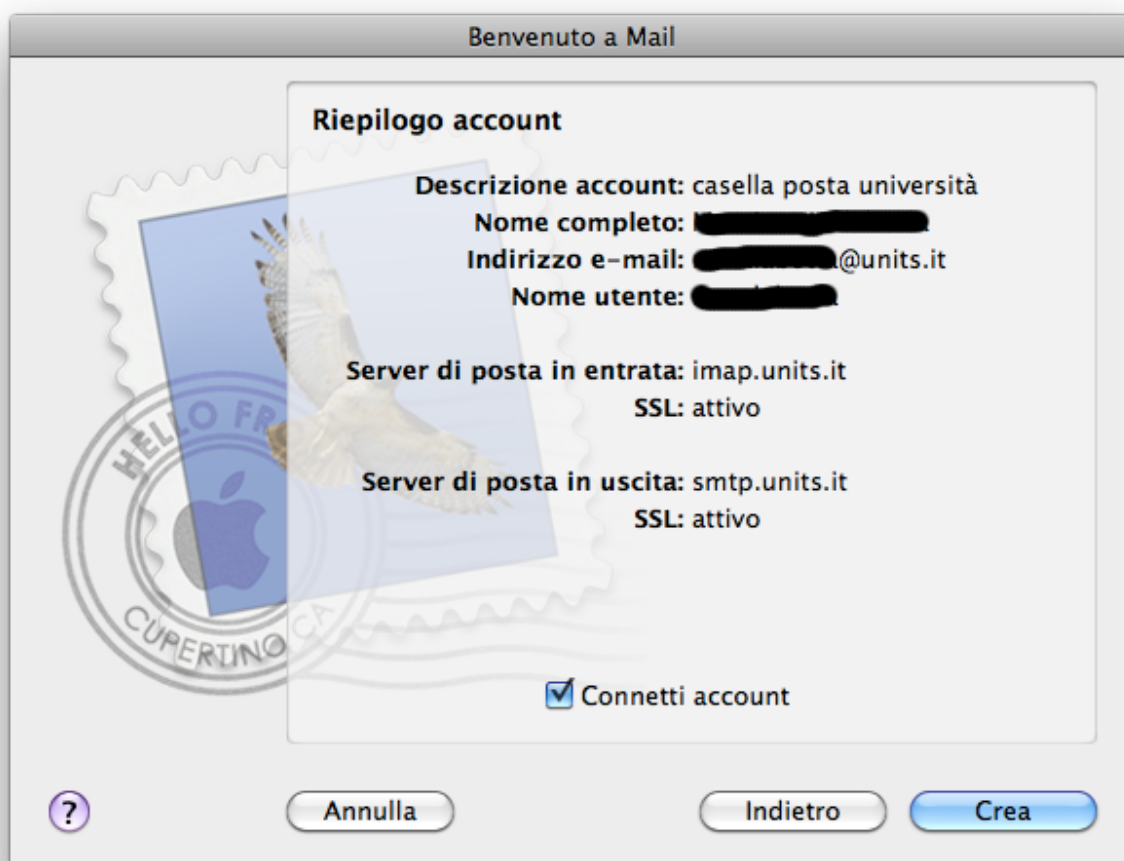 Benvenuto a Mail
Riepilogo account
Descrizione account: casella posta università
Nome completo:
Indirizzo e-mail: @units.it
Nome utente:
Server di posta in entrata: imap.units.it
SSL: attivo
Server di posta in uscita: smtp.units.it
SSL: attivo
HELLO FR
CUPERTINO CA
Connetti account
?
Annulla
Indietro
Crea